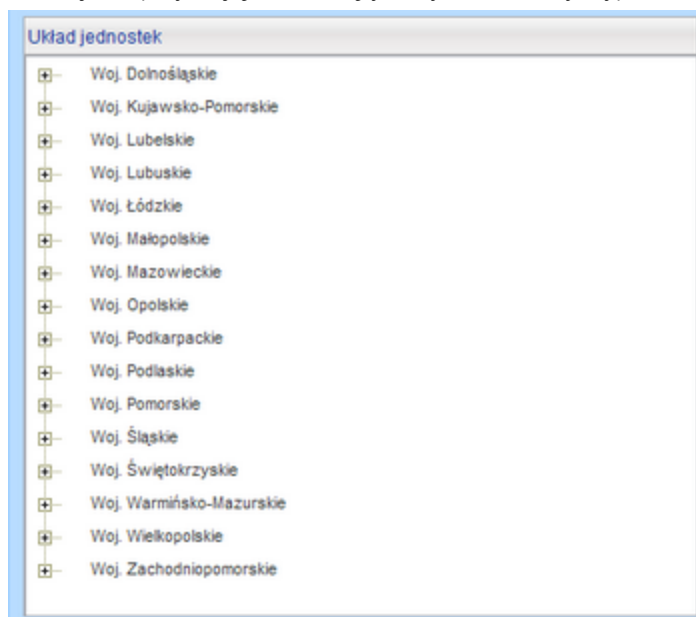 Układ jednostek
Woj. Dolnośląskie
Woj. Kujawsko-Pomorskie
Woj. Lubelskie
Woj. Lubuskie
Woj. Łódzkie
Woj. Małopolskie
Woj. Mazowieckie
Woj. Opolskie
Woj. Podkarpackie
Woj. Podlaskie
Woj. Pomorskie
Woj. Śląskie
Woj. Świętokrzyskie
Woj. Warmińsko-Mazurskie
Woj. Wielkopolskie
Woj. Zachodniopomorskie